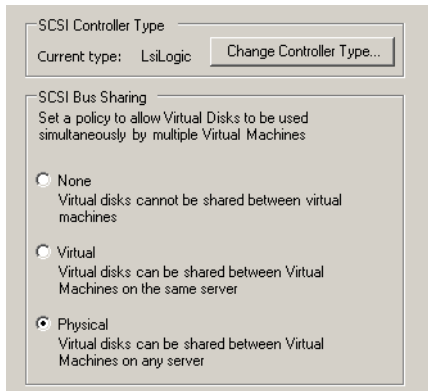 SCSI Controller Type
Current type: LsiLogic Change Controller Type...
SCSI Bus Sharing
Set a policy to allow Virtual Disks to be used
simultaneously by multiple Virtual Machines
None
Virtual disks cannot be shared between virtual
machines
Virtual
Virtual disks can be shared between Virtual
Machines on the same server
Physical
Virtual disks can be shared between Virtual
Machines on any server